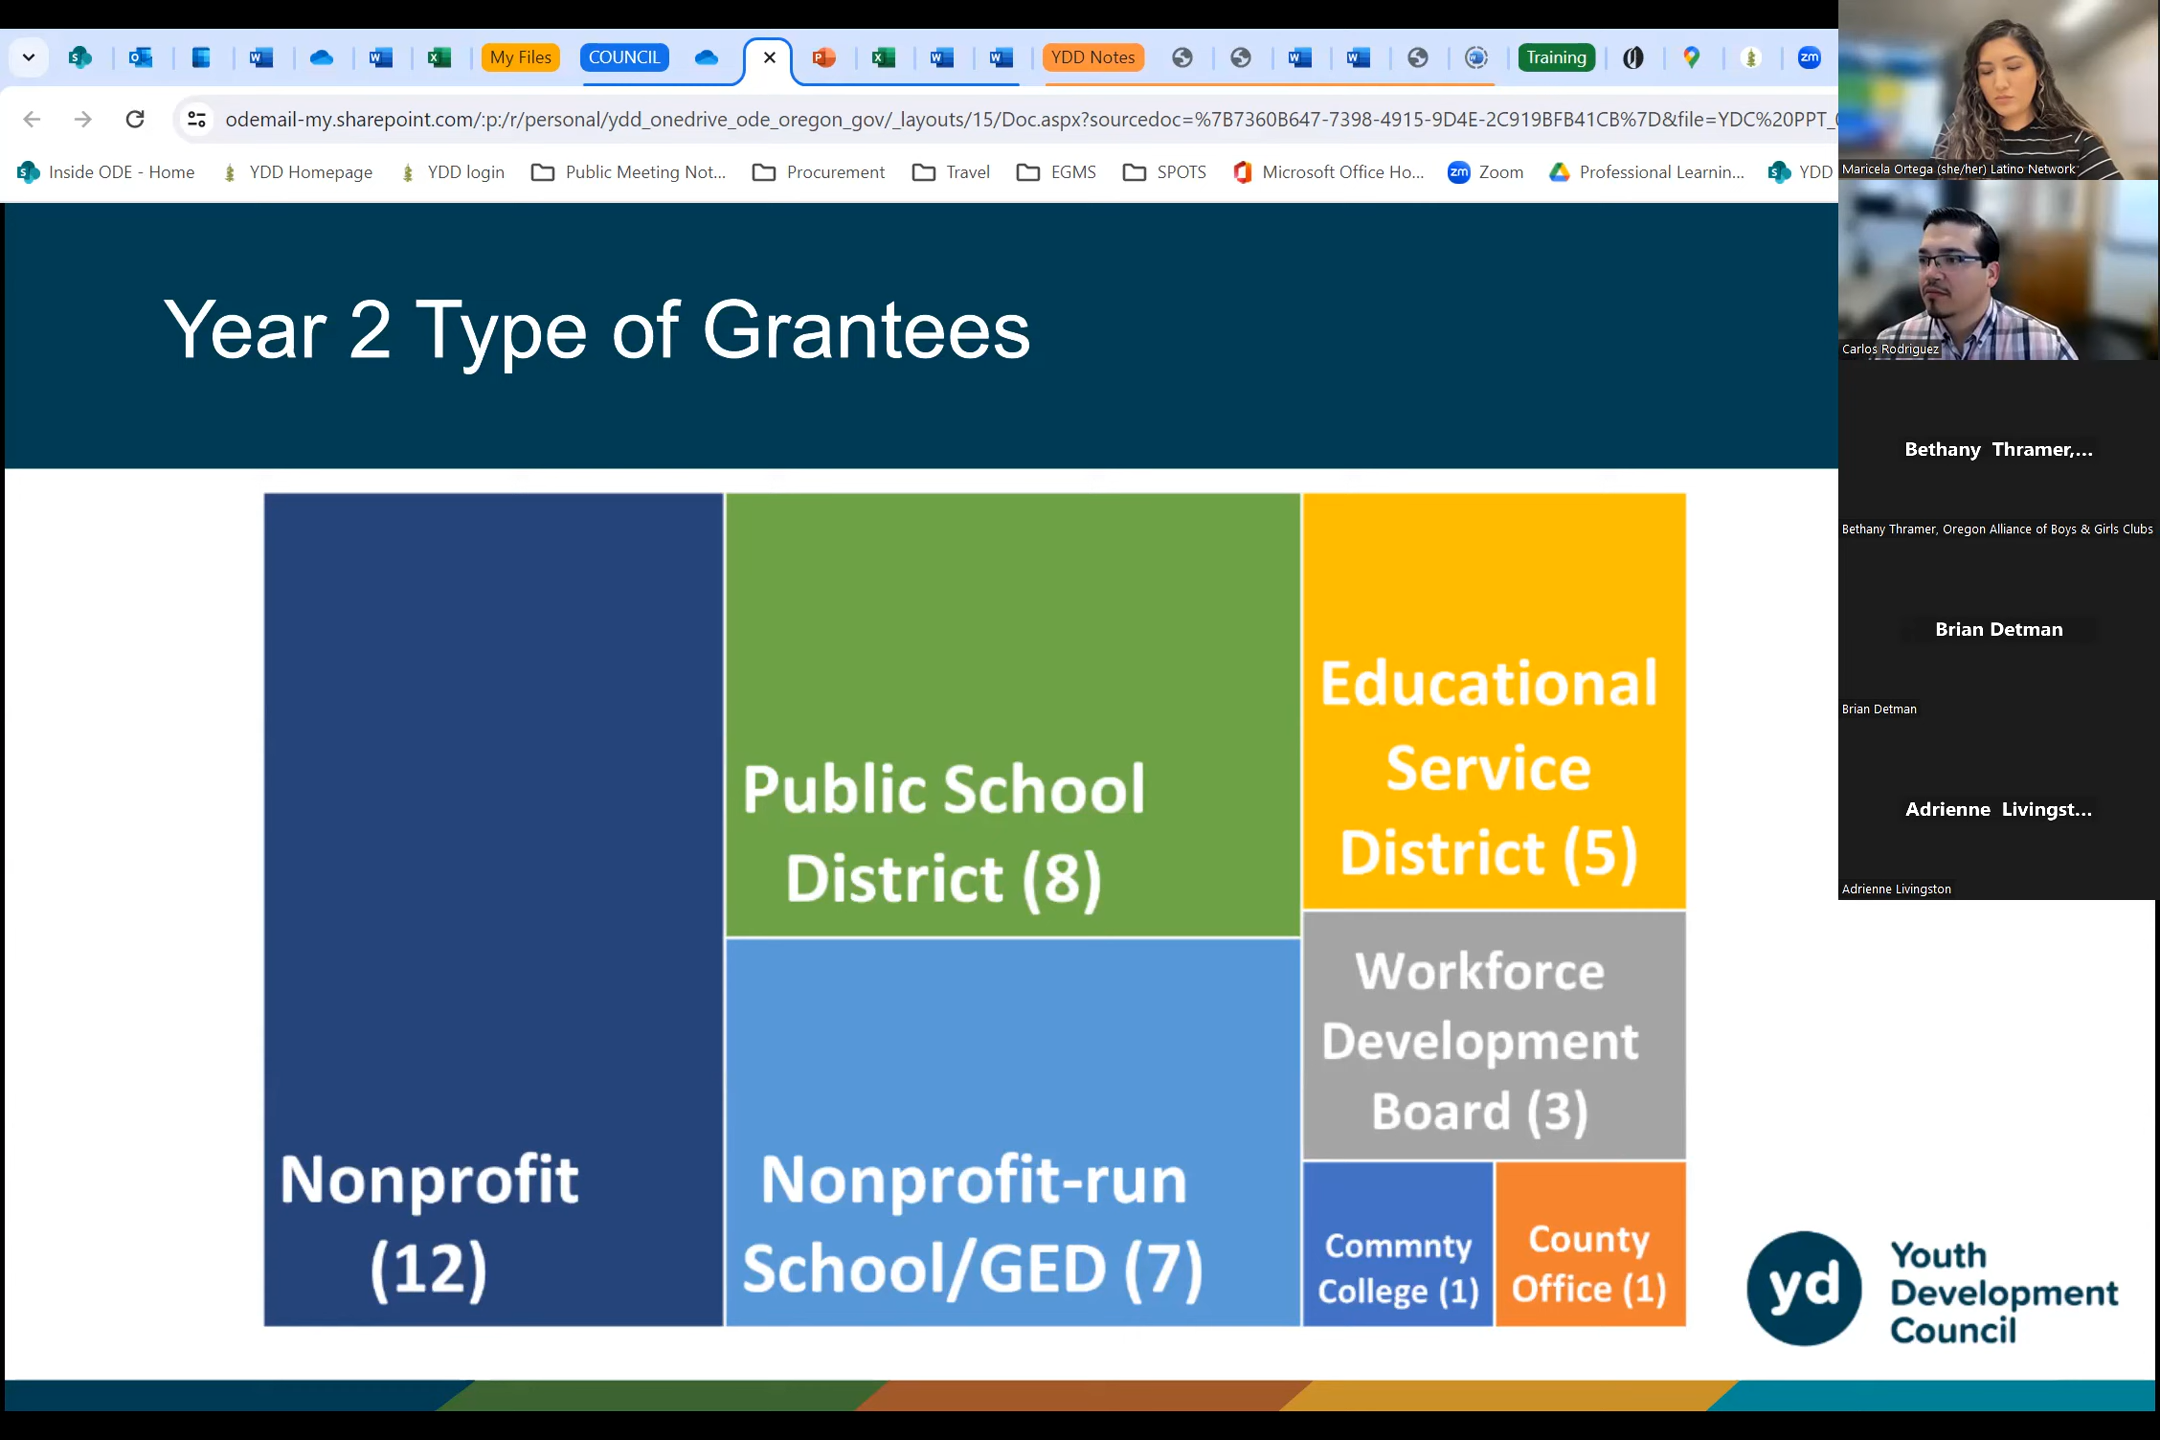 My Files
COUNCIL
YDD Notes
Training
odemail-my.sharepoint.com/:p:/r/personal/ydd_onedrive_ode_oregon_gov/_layouts/15/Doc.aspx?sourcedoc=%7B7360B647-7398-4915-9D4E-2C919BFB41CB%7D&file=YDC%20PPT_
Inside ODE - Home
YDD Homepage
YDD login
Public Meeting Not...
Procurement
Travel
EGMS
SPOTS
Microsoft Office Ho...
Zoom
Professional Learnin...
YDD
Maricela Ortega (she/her) Latino Network
Carlos Rodriguez
Bethany Thramer,...
Bethany Thramer, Oregon Alliance of Boys & Girls Clubs
Brian Detman
Brian Detman
Adrienne Livingst...
Adrienne Livingston
Year 2 Type of Grantees
Nonprofit
(12)
Public School
District (8)
Nonprofit-run
School/GED (7)
Educational
Service
District (5)
Workforce
Development
Board (3)
Commnty
College (1)
County
Office (1)
yd
Youth
Development
Council